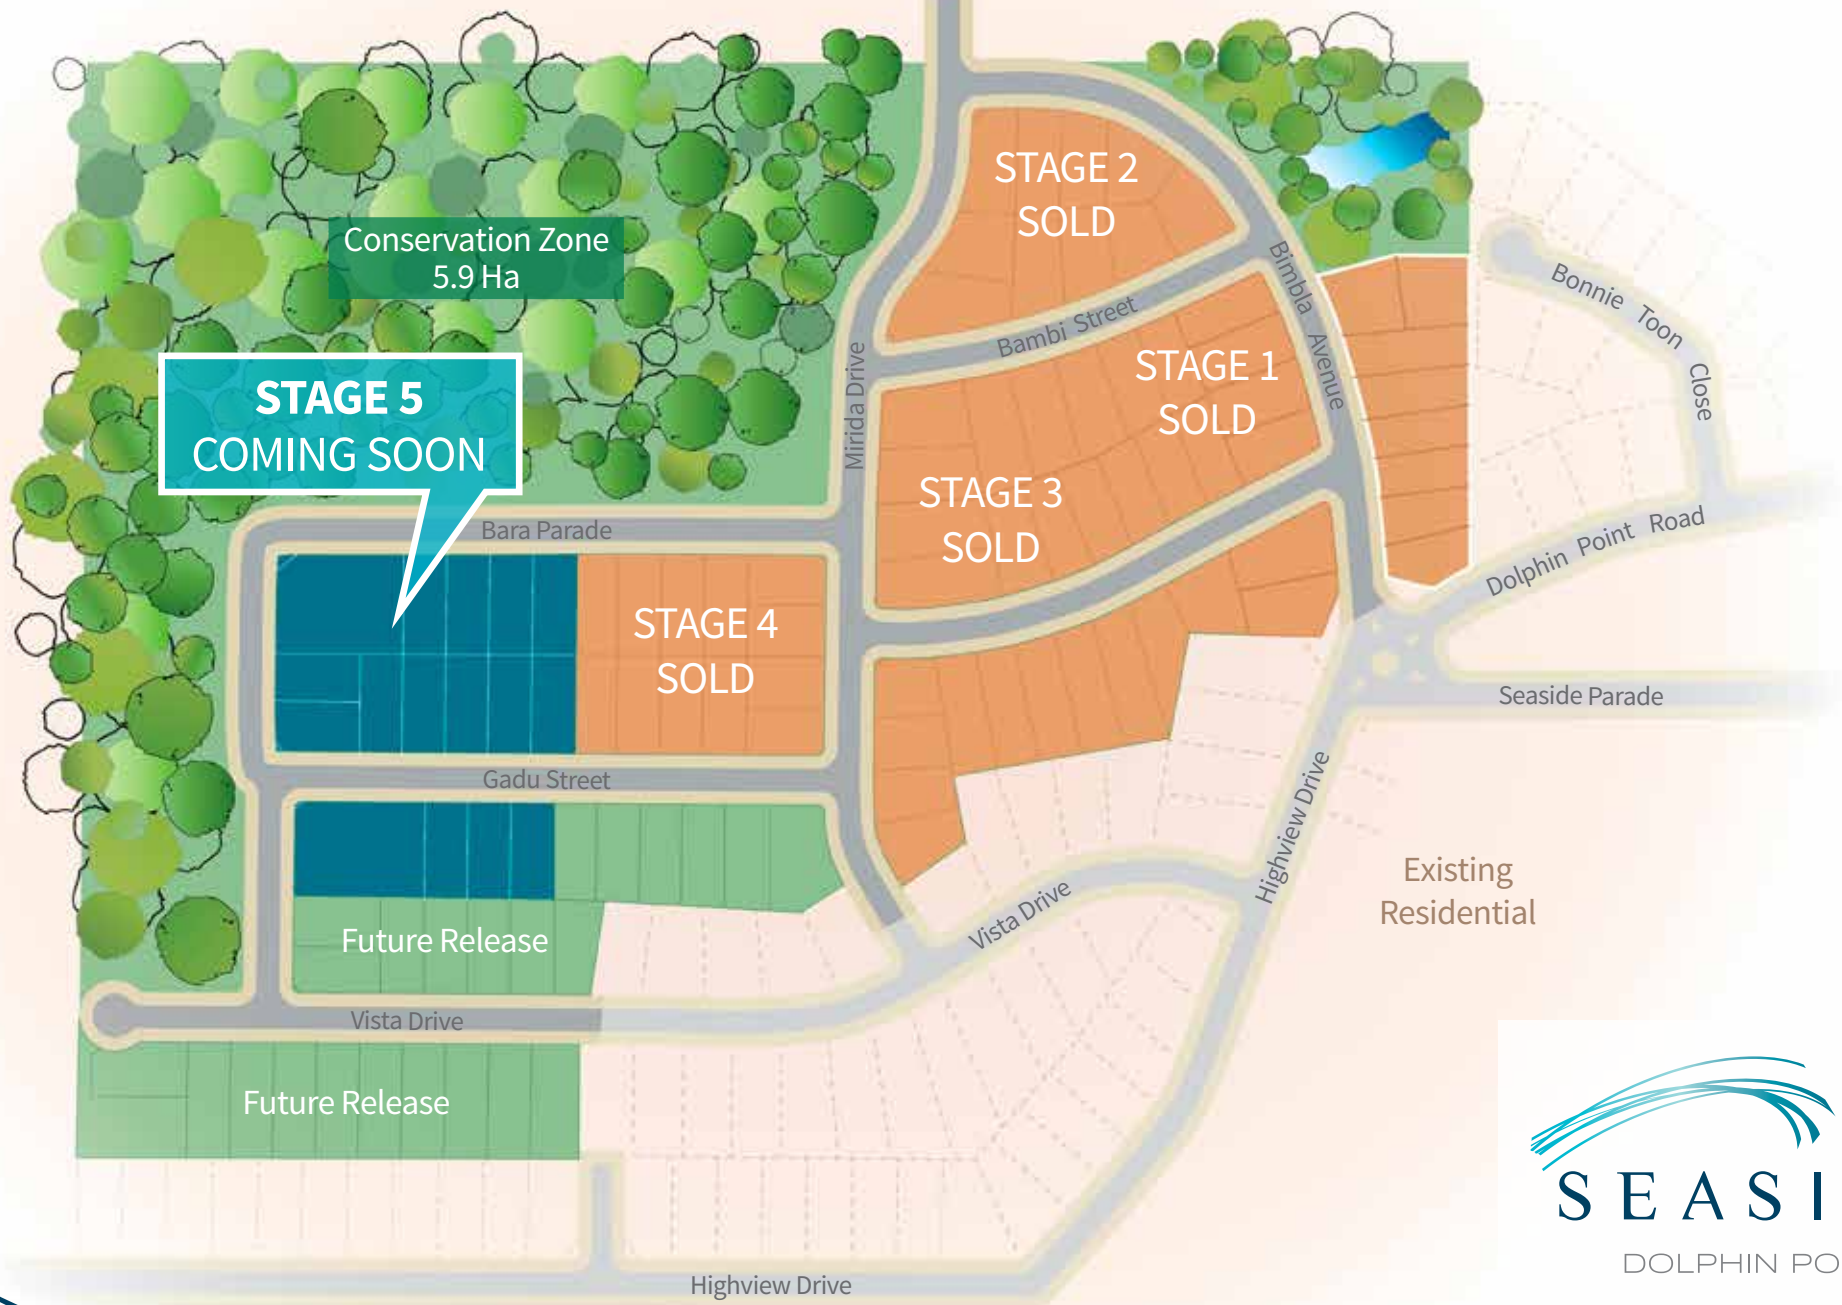 STAGE 2
SOLD
Conservation Zone
5.9 Ha
Bimbla Avenue
Bonnie Toon Close
Bambi Street
Mirida Drive
STAGE 1
SOLD
STAGE 5
COMING SOON
STAGE 3
SOLD
Bara Parade
Dolphin Point Road
STAGE 4
SOLD
Seaside Parade
Gadu Street
Highview Drive
Existing
Residential
Vista Drive
Future Release
Vista Drive
Future Release
SEASI
DOLPHIN PO
Highview Drive